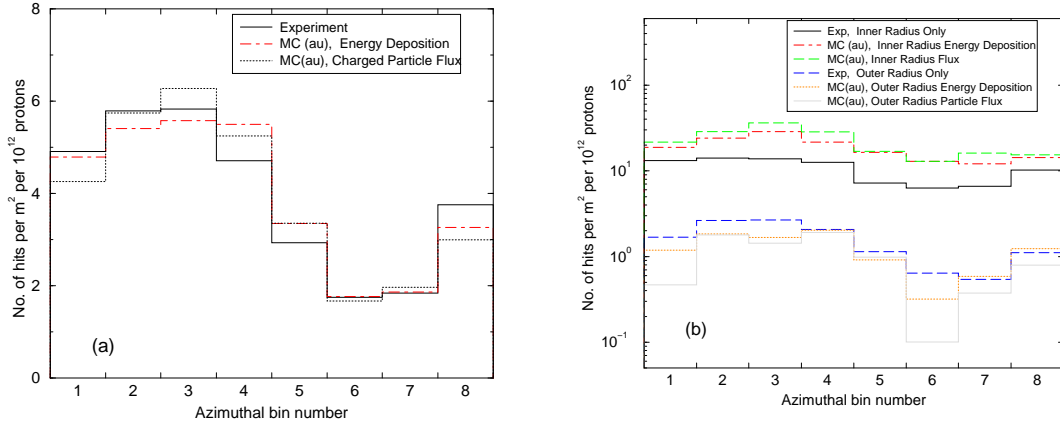 8
6
4
2
0
No. of hits per m² per 10¹² protons
Experiment
MC (au), Energy Deposition
MC(au), Charged Particle Flux
(a)
1 2 3 4 5 6 7 8
Azimuthal bin number
10²
10¹
10⁰
10⁻¹
No. of hits per m² per 10¹² protons
Exp, Inner Radius Only
MC (au), Inner Radius Energy Deposition
MC(au), Inner Radius Flux
Exp, Outer Radius Only
MC(au), Outer Radius Energy Deposition
MC(au), Outer Radius Particle Flux
(b)
1 2 3 4 5 6 7 8
Azimuthal bin number